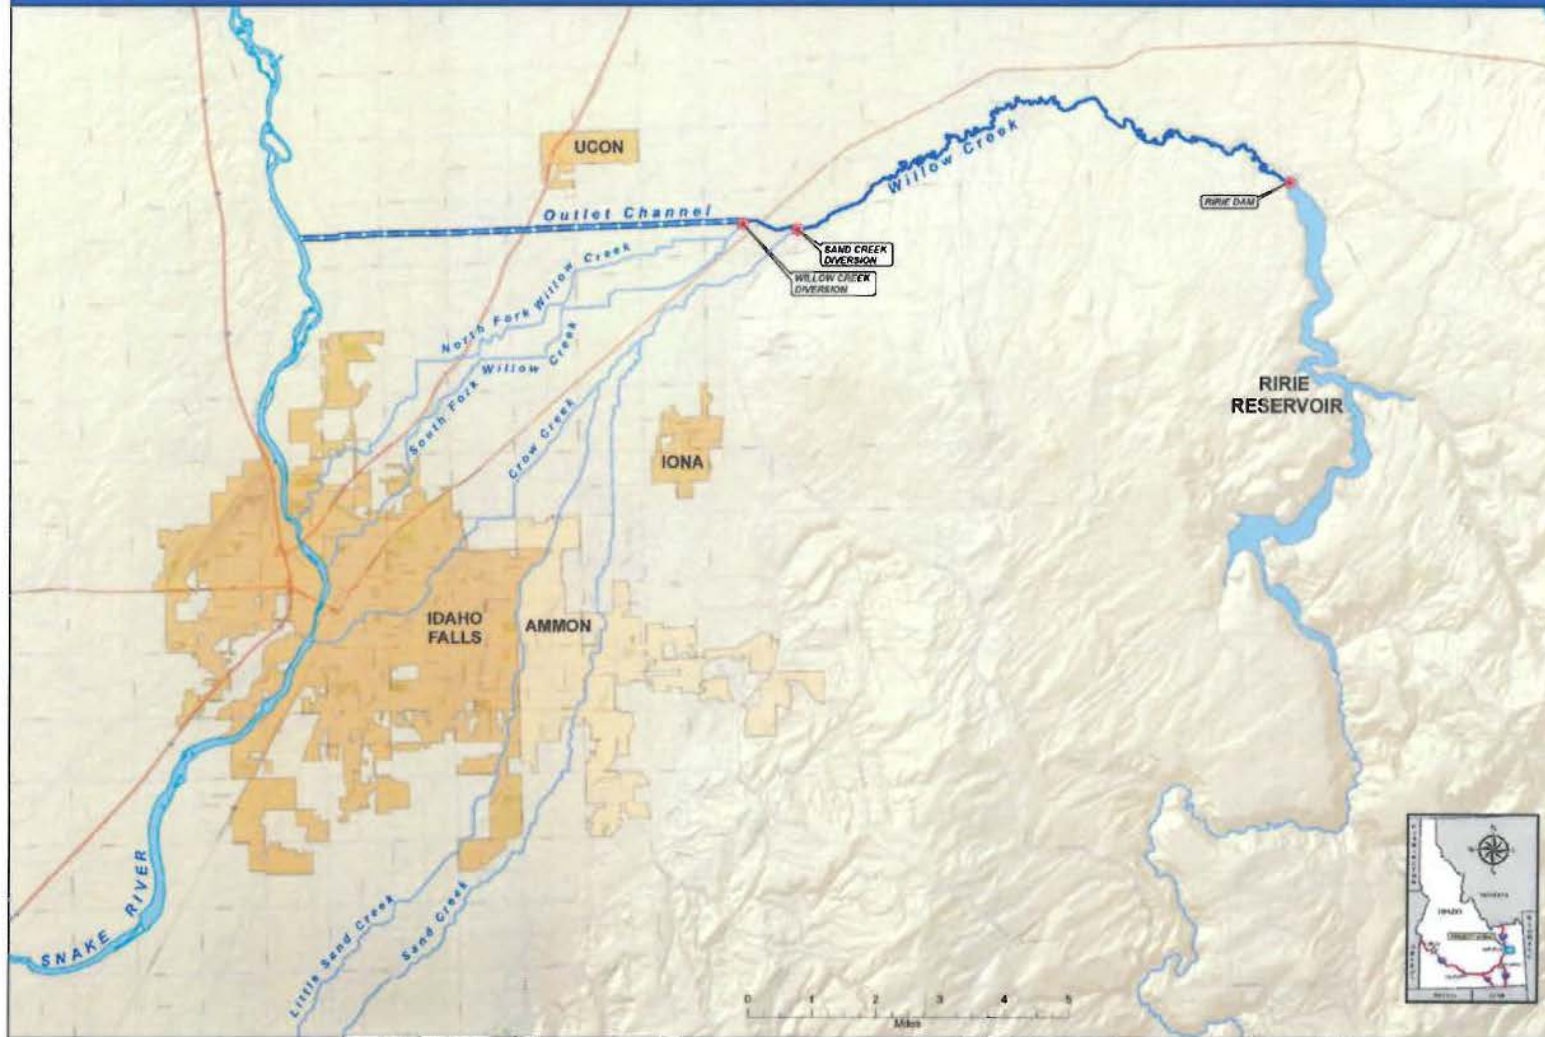 UCON
Outlet Channel
Willow Creek
RIRIE DAM
SAND CREEK
DIVERSION
WILLOW CREEK
DIVERSION
North Fork Willow Creek
South Fork Willow Creek
Crow Creek
RIRIE
RESERVOIR
IONA
IDAHO
FALLS
AMMON
SNAKE RIVER
Little Sand Creek
Sand Creek
0 1 2 3 4 5
Miles
N
IDAHO